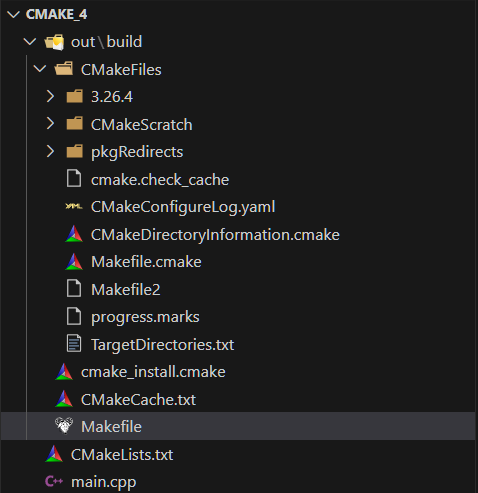 CMAKE_4
out\build
CMakeFiles
3.26.4
CMakeScratch
pkgRedirects
cmake.check_cache
YAML CMakeConfigureLog.yaml
CMakeDirectoryInformation.cmake
Makefile.cmake
Makefile2
progress.marks
TargetDirectories.txt
cmake_install.cmake
CMakeCache.txt
Makefile
CMakeLists.txt
C++ main.cpp